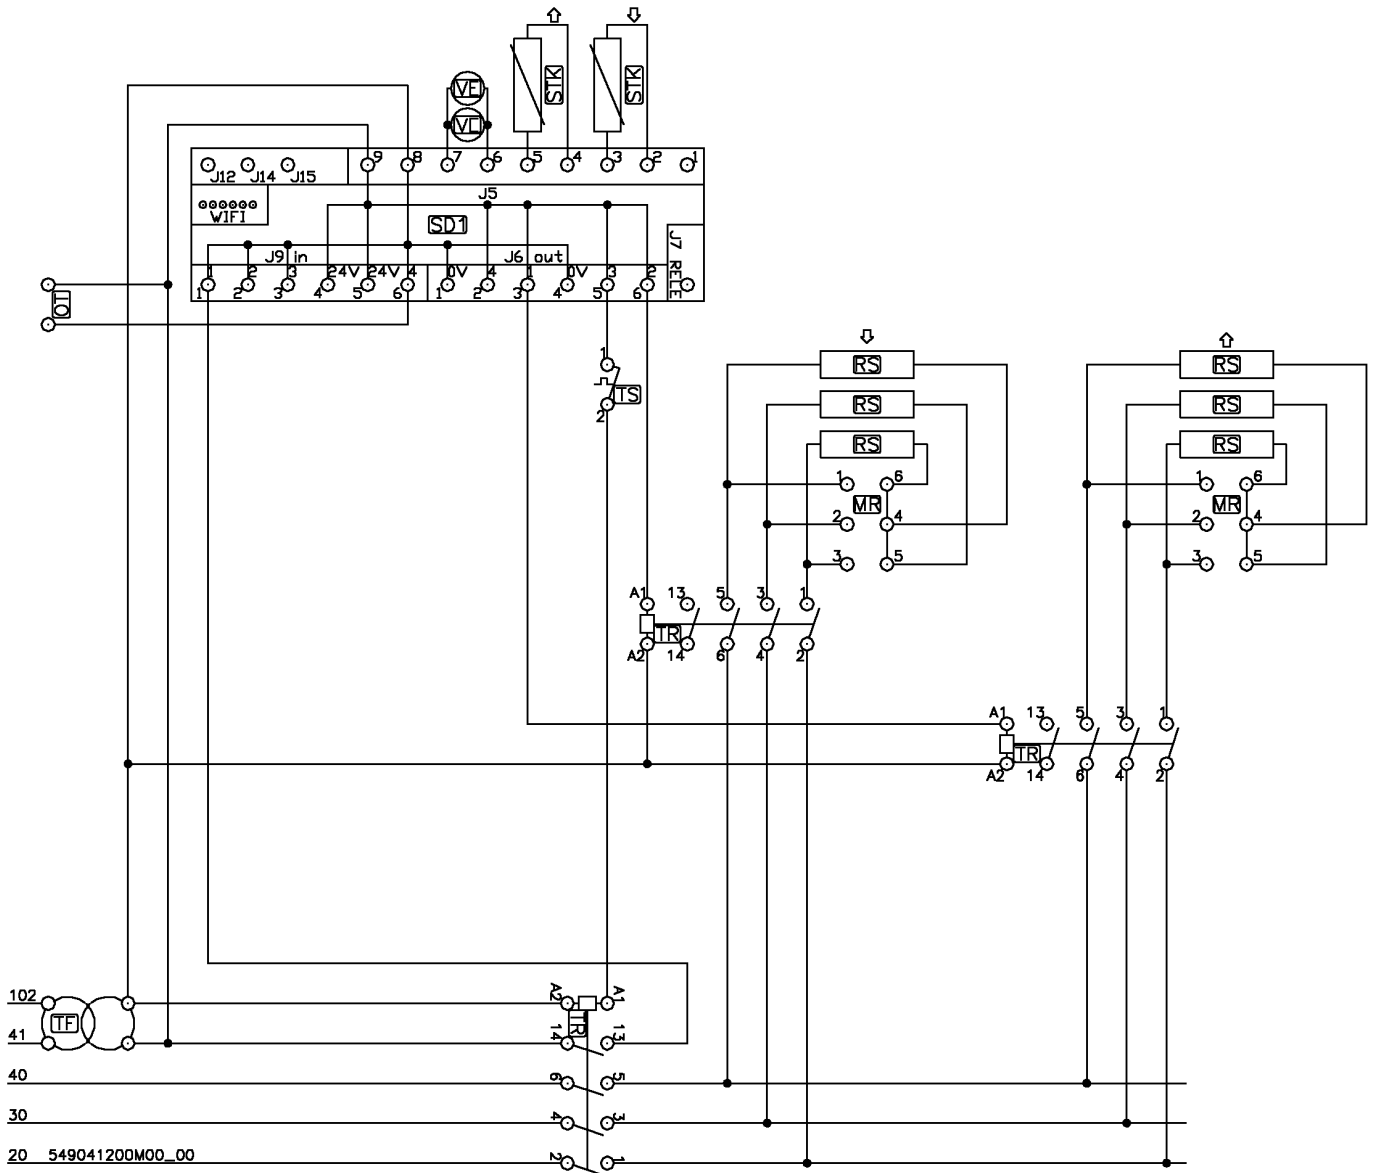 VE
VE
STK
STK
9 8 7 6 5 4 3 2 1
J12 J14 J15
J5
WIFI
SD1
J9 in
J6 out
J7 RELE
1 2 3 24V 24V 4 0V 4 1 0V 3 2
1 2 3 4 5 6 1 2 3 4 5 6
OT
1
TS
2
RS
RS
RS
RS
RS
RS
1 6
1 6
MR
MR
2 4
2 4
3 5
3 5
A1 13 5 3 1
TR
A2 14 6 4 2
A1 13 5 3 1
TR
A2 14 6 4 2
102
TF
A2 A1
TR
41
14 13
40
6 5
30
4 3
20 549041200M00_00
2 1